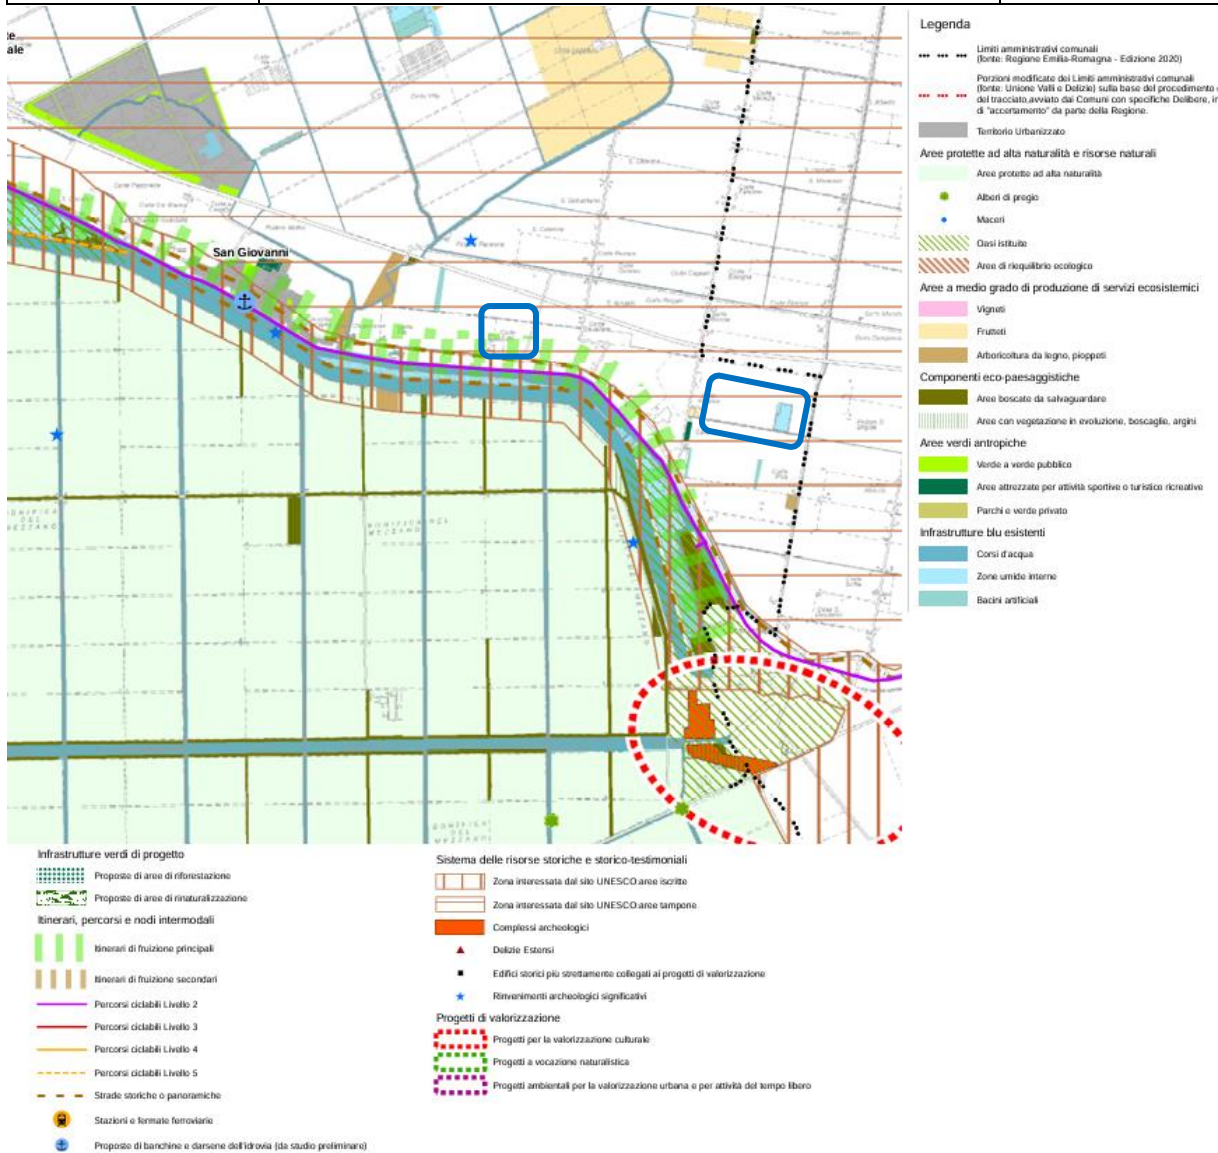 te
ale
San Giovanni
BONIFICA
DEL
MEZZANO
BONIFICA DEL
MEZZANO
BONIFICA
DEL
MEZZANO
Legenda
Limiti amministrativi comunali
(fonte: Regione Emilia-Romagna - Edizione 2020)
Porzioni modificate dei Limiti amministrativi comunali
(fonte: Unione Valli e Delizie) sulla base del procedimento
del tracciato,avviato dai Comuni con specifiche Delibere, in
di "accertamento" da parte della Regione.
Territorio Urbanizzato
Aree protette ad alta naturalità e risorse naturali
Aree protette ad alta naturalità
Alberi di pregio
Maceri
Oasi istituite
Aree di riequilibrio ecologico
Aree a medio grado di produzione di servizi ecosistemici
Vigneti
Frutteti
Arboricoltura da legno, pioppeti
Componenti eco-paesaggistiche
Aree boscate da salvaguardare
Aree con vegetazione in evoluzione, boscaglie, argini
Aree verdi antropiche
Verde a verde pubblico
Aree attrezzate per attività sportive o turistico ricreative
Parchi e verde privato
Infrastrutture blu esistenti
Corsi d'acqua
Zone umide interne
Bacini artificiali
Infrastrutture verdi di progetto
Proposte di aree di riforestazione
Proposte di aree di rinaturalizzazione
Itinerari, percorsi e nodi intermodali
Itinerari di fruizione principali
Itinerari di fruizione secondari
Percorsi ciclabili Livello 2
Percorsi ciclabili Livello 3
Percorsi ciclabili Livello 4
Percorsi ciclabili Livello 5
Strade storiche o panoramiche
Stazioni e fermate ferroviarie
Proposte di banchine e darsene dell'idrovia (da studio preliminare)
Sistema delle risorse storiche e storico-testimoniali
Zona interessata dal sito UNESCO:aree iscritte
Zona interessata dal sito UNESCO:aree tampone
Complessi archeologici
Delizie Estensi
Edifici storici più strettamente collegati ai progetti di valorizzazione
Rinvenimenti archeologici significativi
Progetti di valorizzazione
Progetti per la valorizzazione culturale
Progetti a vocazione naturalistica
Progetti ambientali per la valorizzazione urbana e per attività del tempo libero